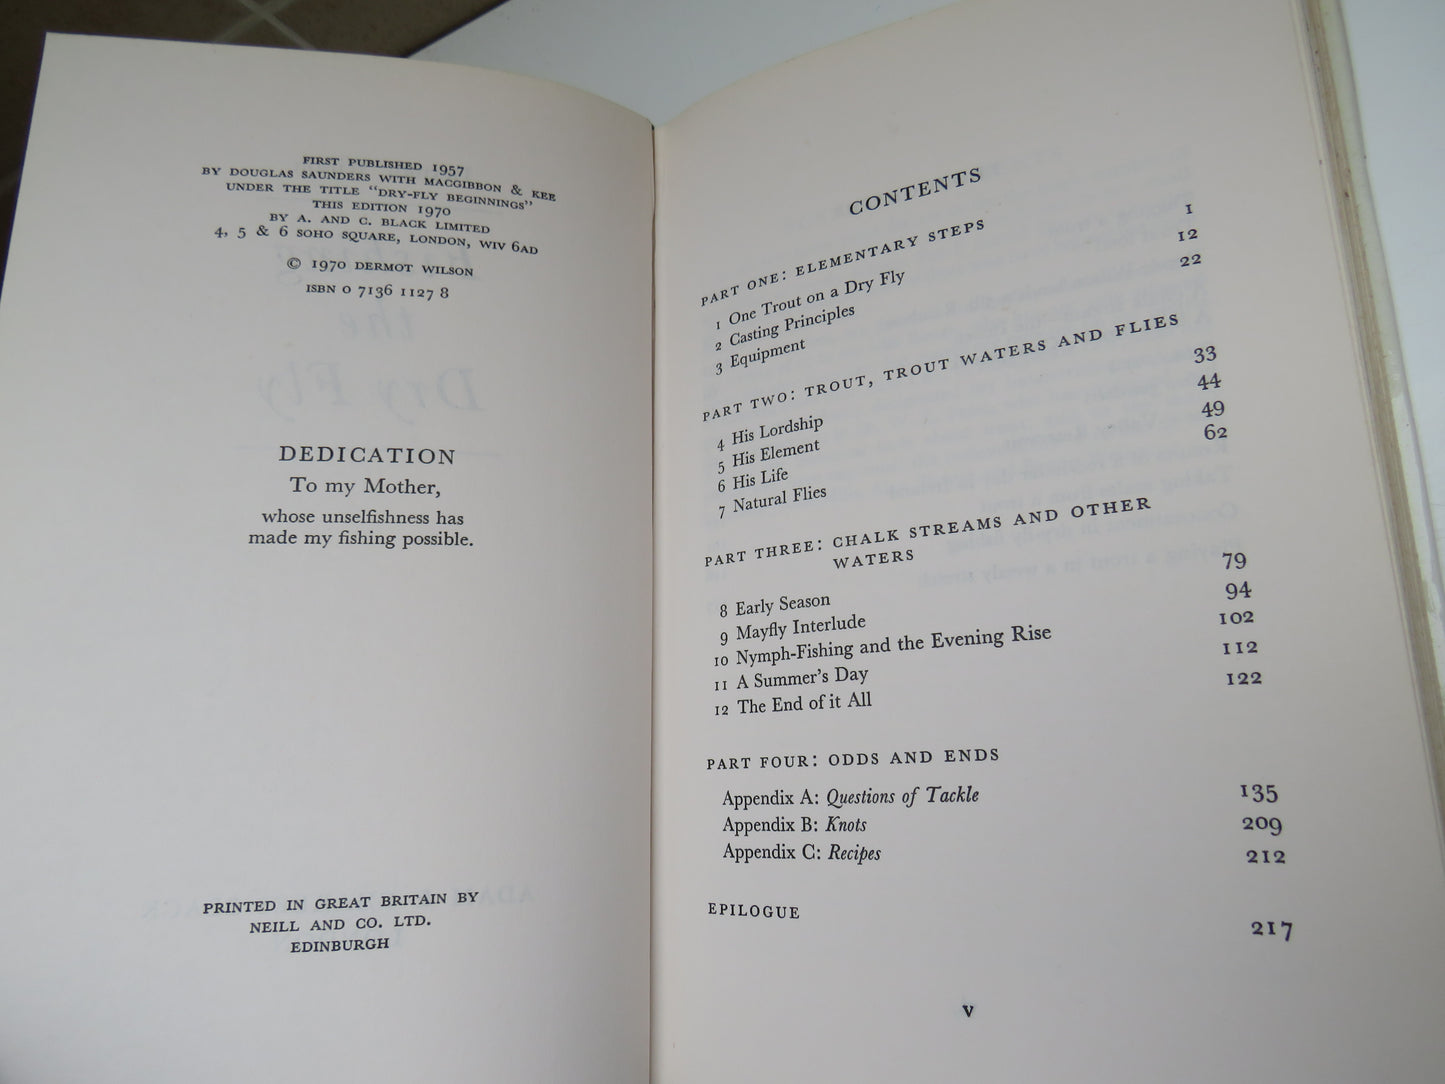 FIRST PUBLISHED 1957
BY DOUGLAS SAUNDERS WITH MACGIBBON & KEE
UNDER THE TITLE "DRY-FLY BEGINNINGS"
THIS EDITION 1970
BY A. AND C. BLACK LIMITED
4, 5 & 6 SOHO SQUARE, LONDON, WIV 6AD
© 1970 DERMOT WILSON
ISBN 0 7136 1127 8
the
Dry Fly
DEDICATION
To my Mother,
whose unselfishness has
made my fishing possible.
PRINTED IN GREAT BRITAIN BY
NEILL AND CO. LTD.
EDINBURGH
CONTENTS
PART ONE: ELEMENTARY STEPS
1 One Trout on a Dry Fly 1
2 Casting Principles 12
3 Equipment 22
PART TWO: TROUT, TROUT WATERS AND FLIES
4 His Lordship 33
5 His Element 44
6 His Life 49
7 Natural Flies 62
PART THREE: CHALK STREAMS AND OTHER
WATERS
8 Early Season 79
9 Mayfly Interlude 94
10 Nymph-Fishing and the Evening Rise 102
11 A Summer's Day 112
12 The End of it All 122
PART FOUR: ODDS AND ENDS
Appendix A: Questions of Tackle 135
Appendix B: Knots 209
Appendix C: Recipes 212
EPILOGUE 217
v